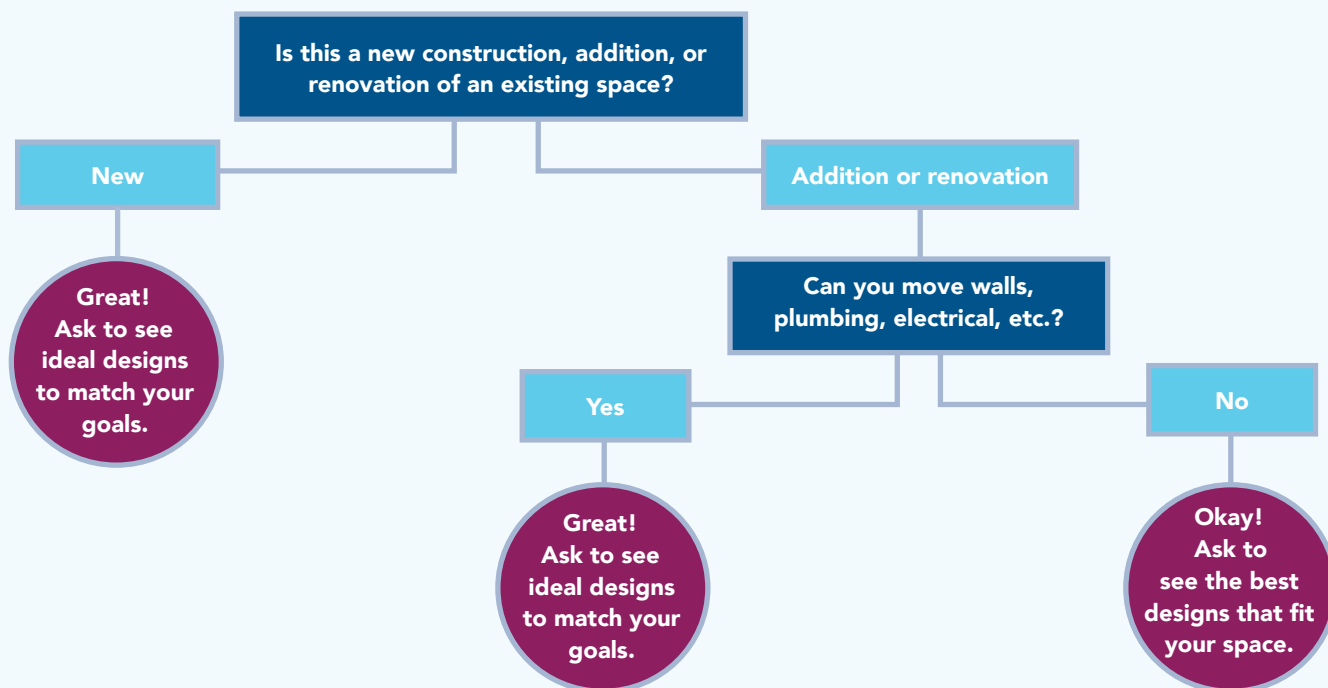 Is this a new construction, addition, or
renovation of an existing space?
New
Addition or renovation
Great!
Ask to see
ideal designs
to match your
goals.
Can you move walls,
plumbing, electrical, etc.?
Yes
No
Great!
Ask to see
ideal designs
to match your
goals.
Okay!
Ask to
see the best
designs that fit
your space.